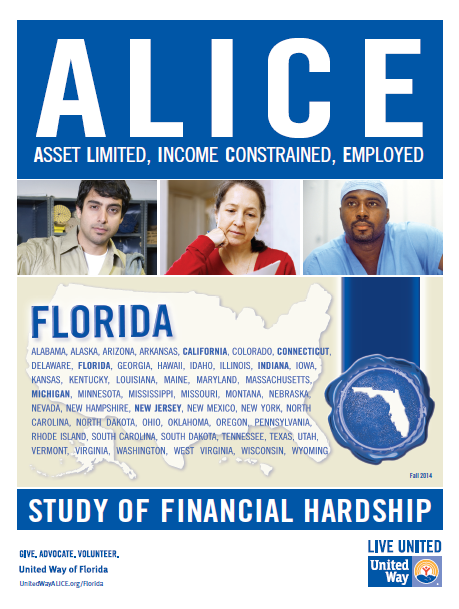 ALICE
ASSET LIMITED, INCOME CONSTRAINED, EMPLOYED
FLORIDA
ALABAMA, ALASKA, ARIZONA, ARKANSAS, CALIFORNIA, COLORADO, CONNECTICUT,
DELAWARE, FLORIDA, GEORGIA, HAWAII, IDAHO, ILLINOIS, INDIANA, IOWA,
KANSAS, KENTUCKY, LOUISIANA, MAINE, MARYLAND, MASSACHUSETTS,
MICHIGAN, MINNESOTA, MISSISSIPPI, MISSOURI, MONTANA, NEBRASKA,
NEVADA, NEW HAMPSHIRE, NEW JERSEY, NEW MEXICO, NEW YORK, NORTH
CAROLINA, NORTH DAKOTA, OHIO, OKLAHOMA, OREGON, PENNSYLVANIA,
RHODE ISLAND, SOUTH CAROLINA, SOUTH DAKOTA, TENNESSEE, TEXAS, UTAH,
VERMONT, VIRGINIA, WASHINGTON, WEST VIRGINIA, WISCONSIN, WYOMING
Fall 2014
STUDY OF FINANCIAL HARDSHIP
GIVE. ADVOCATE. VOLUNTEER.
United Way of Florida
UnitedWayALICE.org/Florida
LIVE UNITED
United
Way